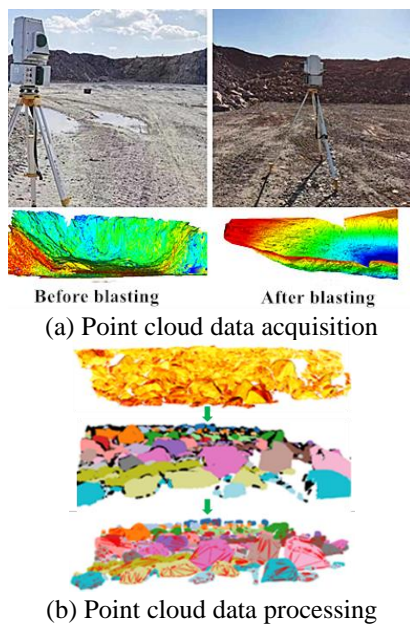 Before blasting
After blasting
(a) Point cloud data acquisition
(b) Point cloud data processing